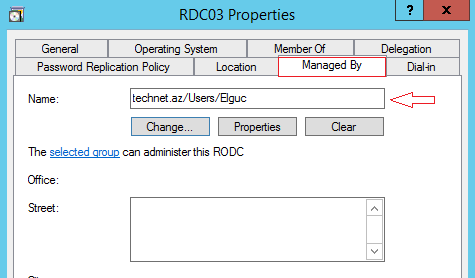 RDC03 Properties
?
x
General
Operating System
Member Of
Delegation
Password Replication Policy
Location
Managed By
Dial-in
Name:
technet.az/Users/Elguc
Change...
Properties
Clear
The selected group can administer this RODC
Office:
Street: